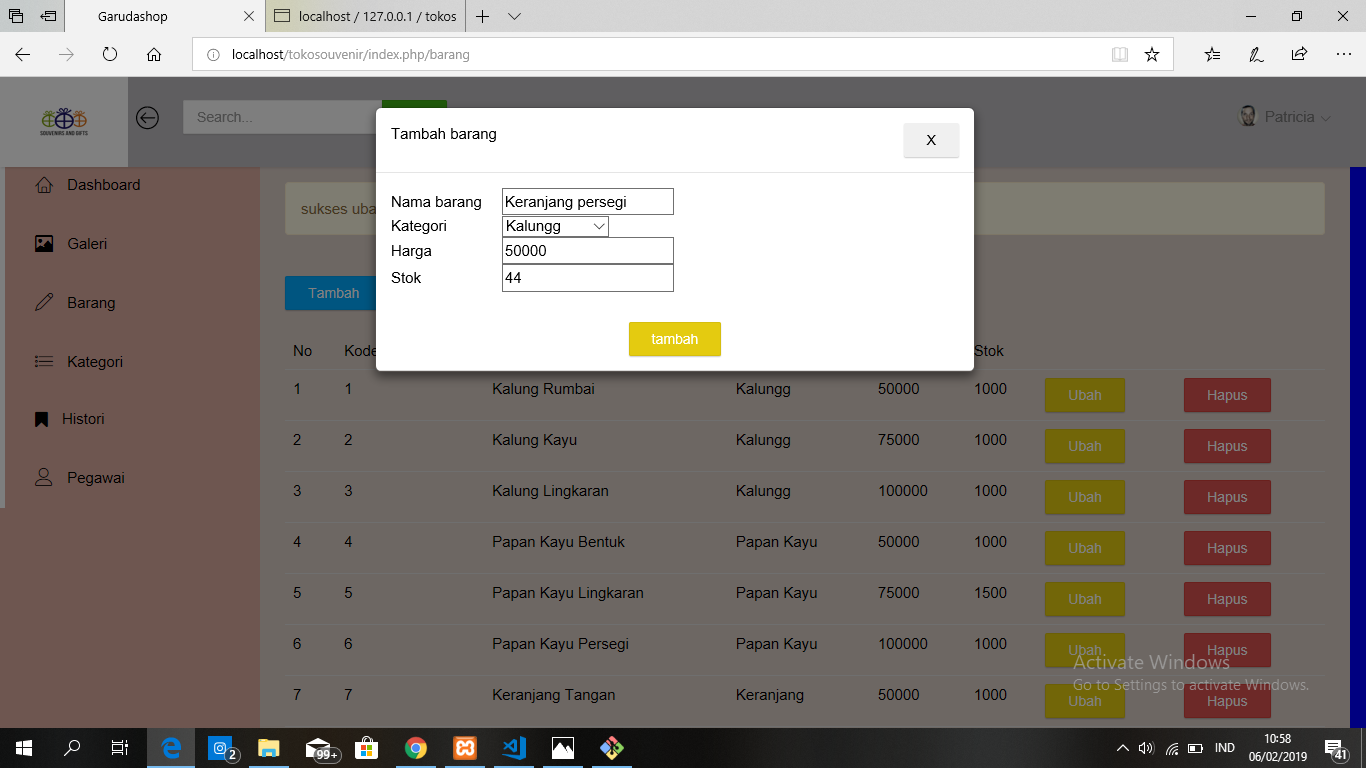 Garudashop
localhost / 127.0.0.1 / tokos
localhost/tokosouvenir/index.php/barang
SOUVENIRS AND GIFTS
Search...
Patricia
Tambah barang
X
Nama barang Keranjang persegi
Kategori Kalungg
Harga 50000
Stok 44
tambah
Dashboard
Galeri
Barang
Kategori
Histori
Pegawai
sukses uba
Tambah
No Kode Stok
1 1 Kalung Rumbai Kalungg 50000 1000 Ubah Hapus
2 2 Kalung Kayu Kalungg 75000 1000 Ubah Hapus
3 3 Kalung Lingkaran Kalungg 100000 1000 Ubah Hapus
4 4 Papan Kayu Bentuk Papan Kayu 50000 1000 Ubah Hapus
5 5 Papan Kayu Lingkaran Papan Kayu 75000 1500 Ubah Hapus
6 6 Papan Kayu Persegi Papan Kayu 100000 1000 Ubah Hapus
7 7 Keranjang Tangan Keranjang 50000 1000 Ubah Hapus
Activate Windows
Go to Settings to activate Windows.
2
99+
IND
10:58
06/02/2019
41